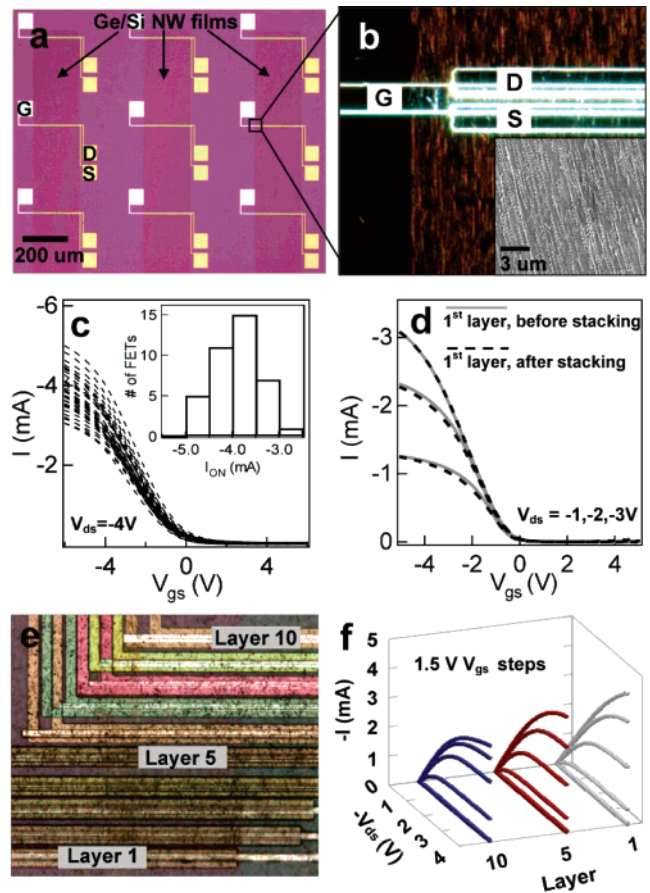 a
Ge/Si NW films
G
D
S
200 um
b
G
D
S
3 um
c
-6
-4
-2
I (mA)
# of FETs
15
10
5
0
-5.0
-4.0
-3.0
I_ON (mA)
V_ds=-4V
-4
0
4
V_gs (V)
d
1st layer, before stacking
1st layer, after stacking
-3
-2
-1
0
I (mA)
V_ds = -1,-2,-3V
-4
-2
0
2
4
V_gs (V)
e
Layer 10
Layer 5
Layer 1
f
1.5 V V_gs steps
5
4
3
2
1
0
-I (mA)
1
2
3
4
-V_ds (V)
10
5
1
Layer